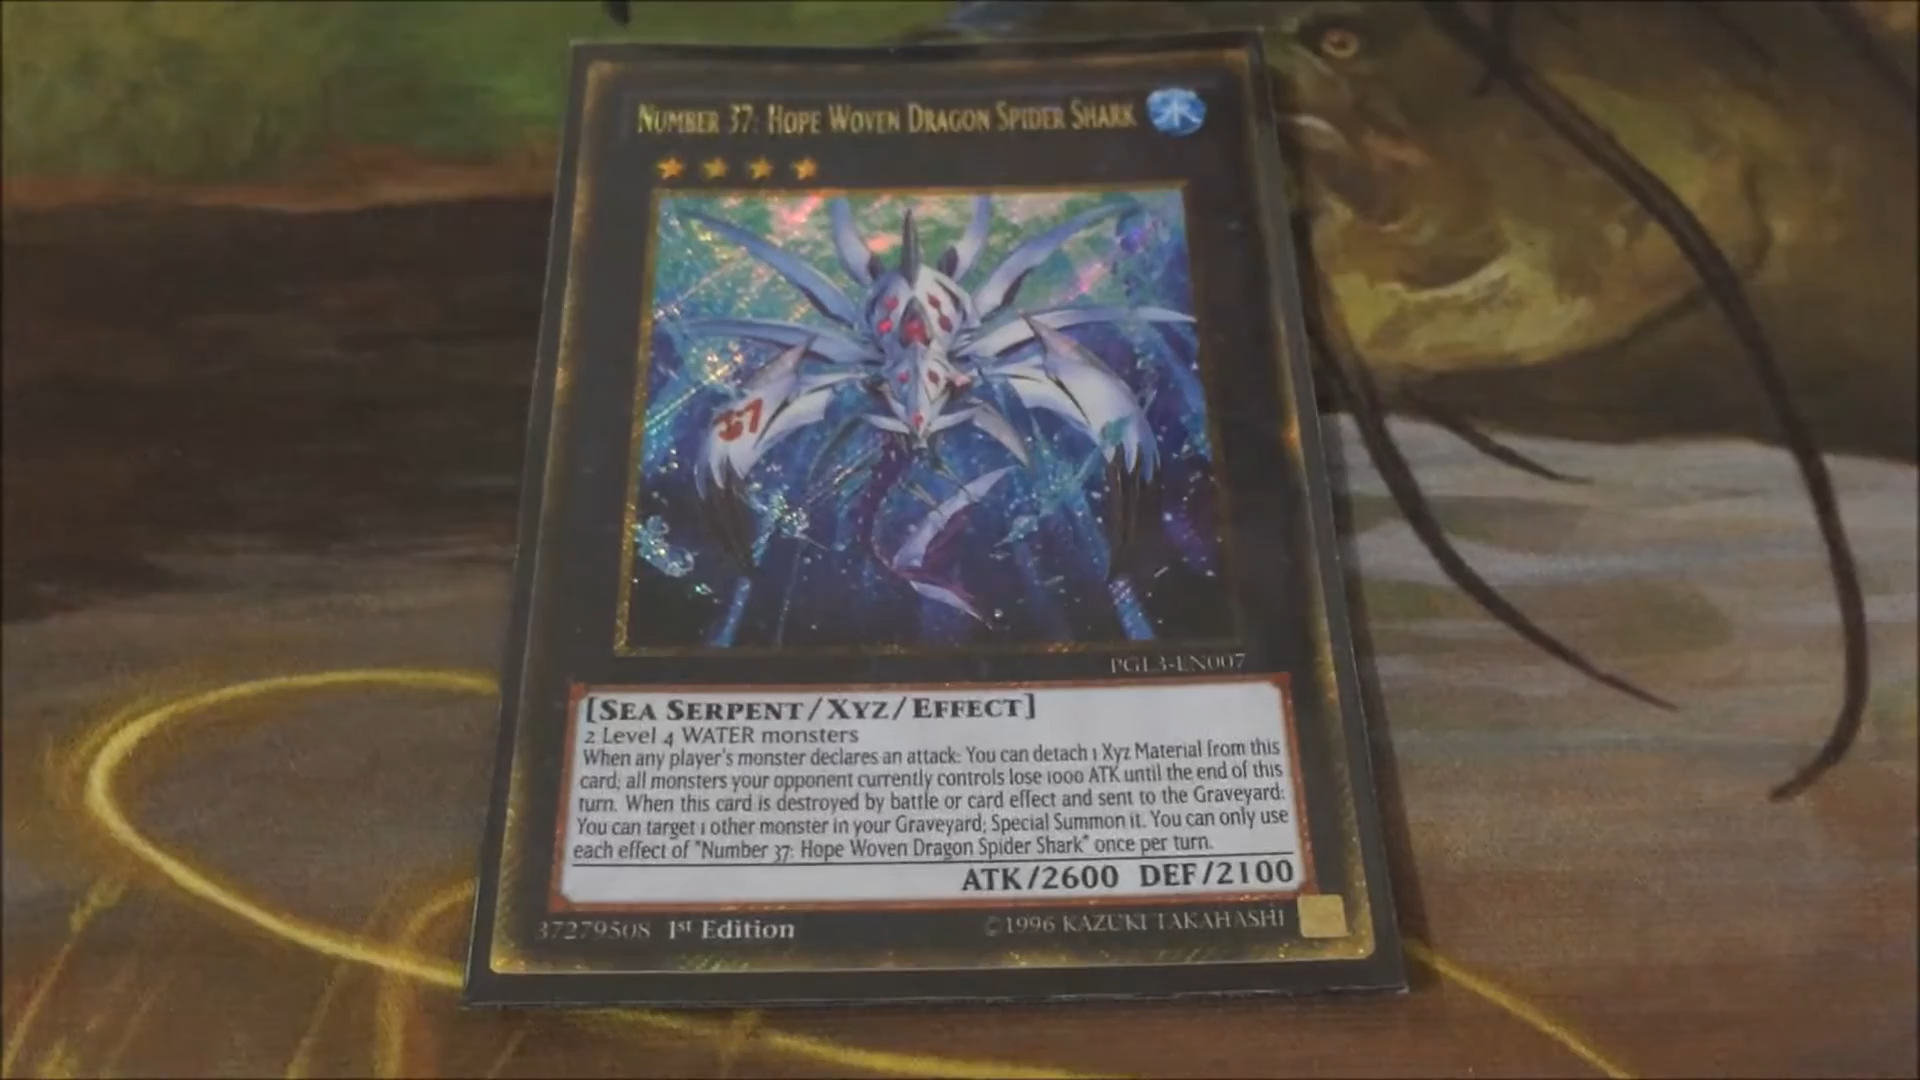 NUMBER 37: HOPE WOVEN DRAGON SPIDER SHARK
水
37
PGL3-EN007
[SEA SERPENT/XYZ/EFFECT]
2 Level 4 WATER monsters
When any player's monster declares an attack: You can detach 1 Xyz Material from this
card; all monsters your opponent currently controls lose 1000 ATK until the end of this
turn. When this card is destroyed by battle or card effect and sent to the Graveyard:
You can target 1 other monster in your Graveyard; Special Summon it. You can only use
each effect of "Number 37: Hope Woven Dragon Spider Shark" once per turn.
ATK/2600 DEF/2100
37279508 1st Edition
©1996 KAZUKI TAKAHASHI